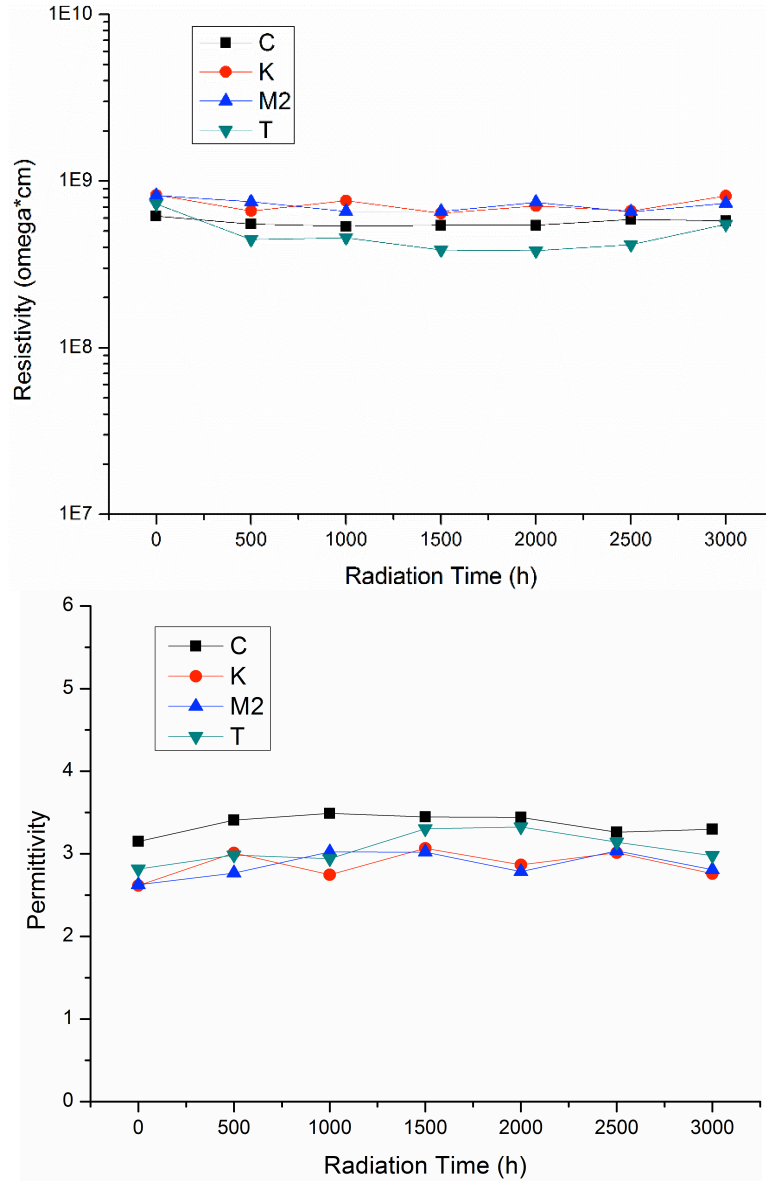 1E10
C
K
M2
T
1E9
1E8
1E7
Resistivity (omega*cm)
0 500 1000 1500 2000 2500 3000
Radiation Time (h)
6
C
K
M2
T
5
4
3
2
1
0
Permittivity
0 500 1000 1500 2000 2500 3000
Radiation Time (h)